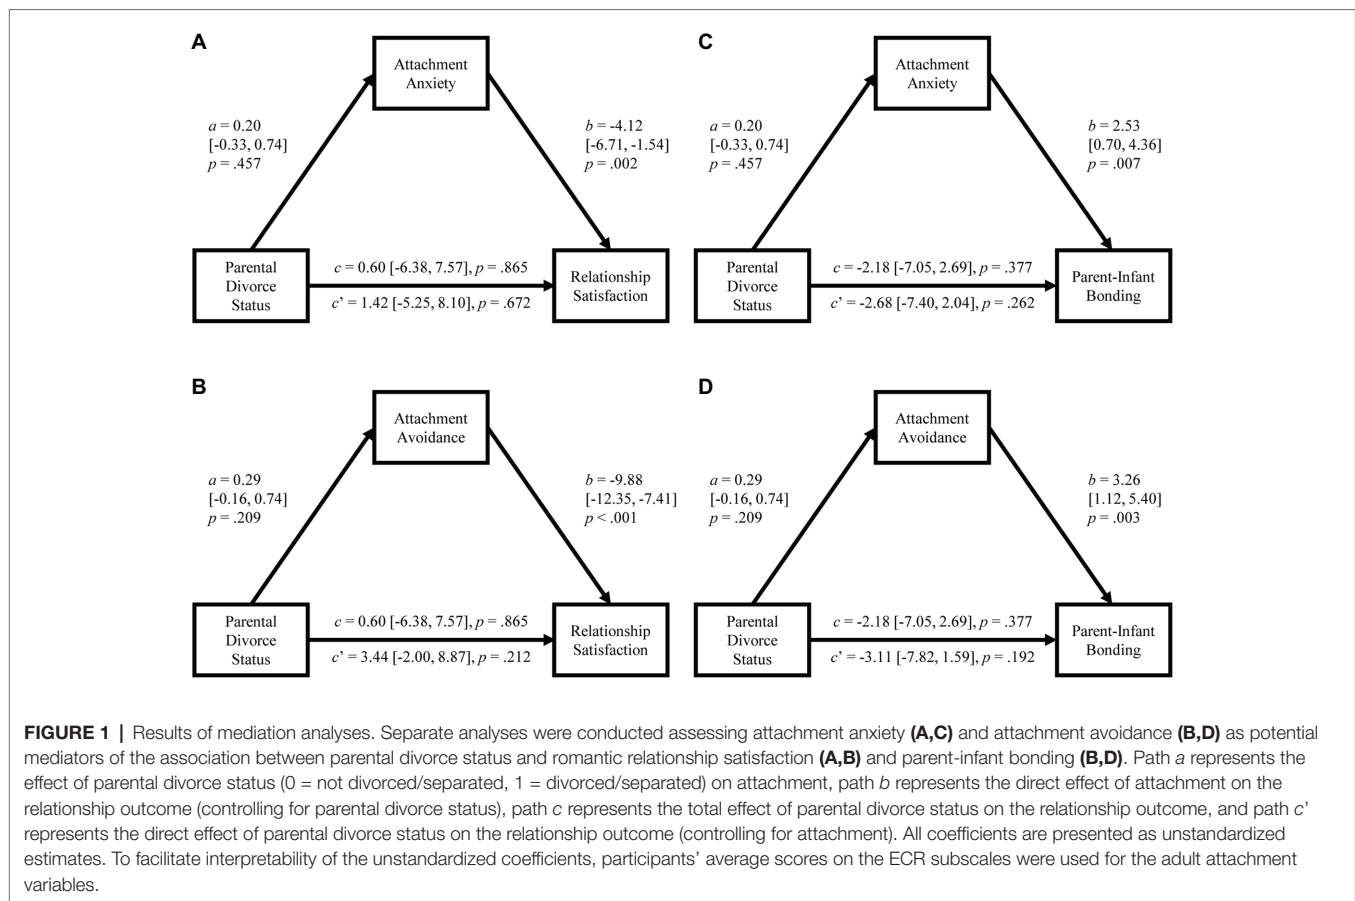 A
Attachment
Anxiety
a = 0.20
[-0.33, 0.74]
p = .457
b = -4.12
[-6.71, -1.54]
p = .002
Parental
Divorce
Status
c = 0.60 [-6.38, 7.57], p = .865
c’ = 1.42 [-5.25, 8.10], p = .672
Relationship
Satisfaction
C
Attachment
Anxiety
a = 0.20
[-0.33, 0.74]
p = .457
b = 2.53
[0.70, 4.36]
p = .007
Parental
Divorce
Status
c = -2.18 [-7.05, 2.69], p = .377
c’ = -2.68 [-7.40, 2.04], p = .262
Parent-Infant
Bonding
B
Attachment
Avoidance
a = 0.29
[-0.16, 0.74]
p = .209
b = -9.88
[-12.35, -7.41]
p < .001
Parental
Divorce
Status
c = 0.60 [-6.38, 7.57], p = .865
c’ = 3.44 [-2.00, 8.87], p = .212
Relationship
Satisfaction
D
Attachment
Avoidance
a = 0.29
[-0.16, 0.74]
p = .209
b = 3.26
[1.12, 5.40]
p = .003
Parental
Divorce
Status
c = -2.18 [-7.05, 2.69], p = .377
c’ = -3.11 [-7.82, 1.59], p = .192
Parent-Infant
Bonding
FIGURE 1 | Results of mediation analyses. Separate analyses were conducted assessing attachment anxiety (A,C) and attachment avoidance (B,D) as potential
mediators of the association between parental divorce status and romantic relationship satisfaction (A,B) and parent-infant bonding (B,D). Path a represents the
effect of parental divorce status (0 = not divorced/separated, 1 = divorced/separated) on attachment, path b represents the direct effect of attachment on the
relationship outcome (controlling for parental divorce status), path c represents the total effect of parental divorce status on the relationship outcome, and path c’
represents the direct effect of parental divorce status on the relationship outcome (controlling for attachment). All coefficients are presented as unstandardized
estimates. To facilitate interpretability of the unstandardized coefficients, participants’ average scores on the ECR subscales were used for the adult attachment
variables.